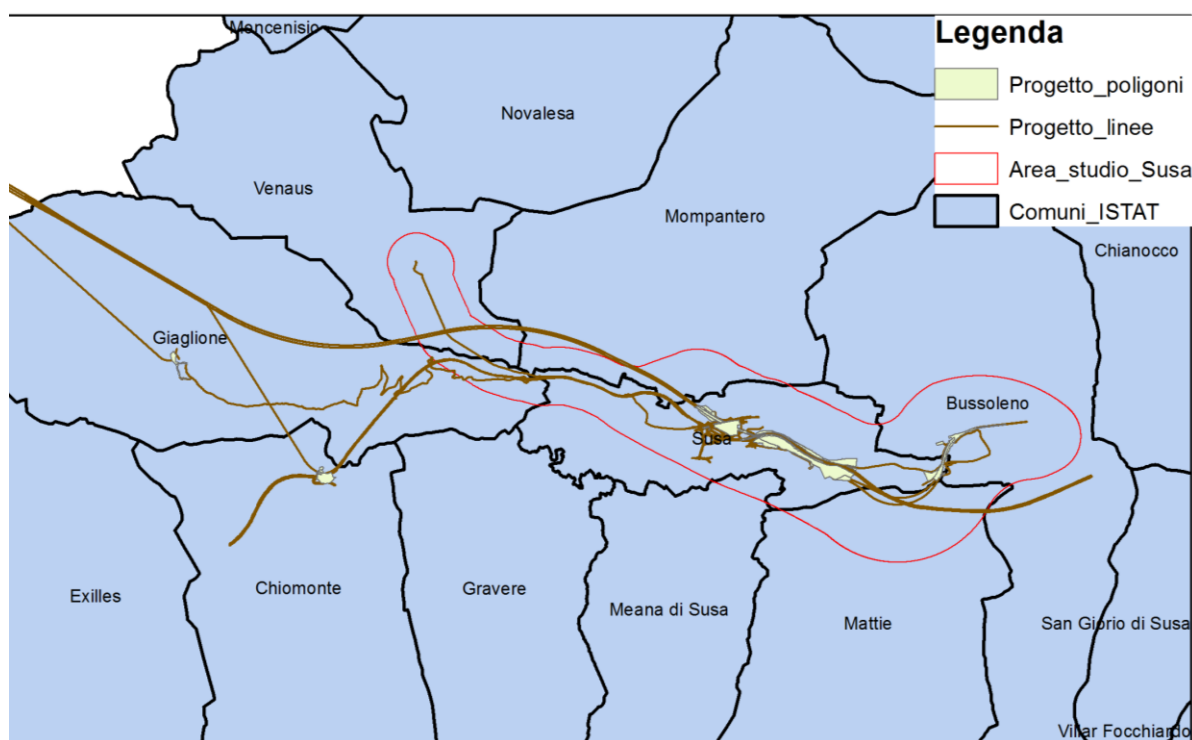 Legenda
Progetto_poligoni
Progetto_linee
Area_studio_Susa
Comuni_ISTAT
Moncenisio
Novalesa
Venaus
Mompantero
Chianocco
Giaglione
Bussoleno
Susa
Exilles
Chiomonte
Gravere
Meana di Susa
Mattie
San Giorio di Susa
Villar Focchiardo